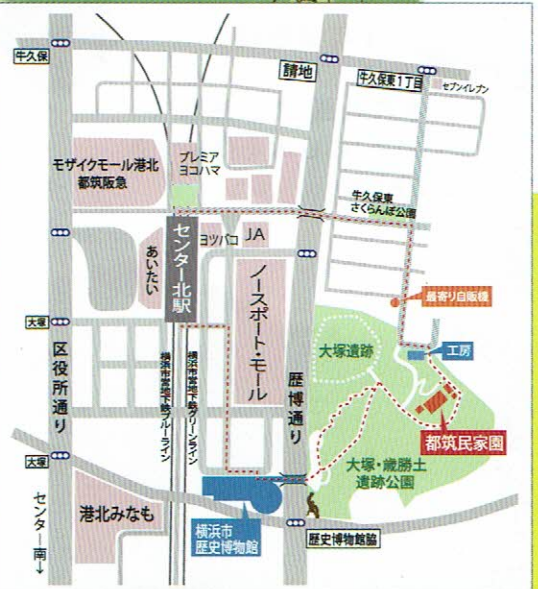 牛久保
請地
牛久保東1丁目
セブンイレブン
モザイクモール港北
都筑阪急
プレミア
ヨコハマ
牛久保東
さくらんぼ公園
センター北駅
あいたい
ヨツバコ
JA
ノースポート・モール
最寄り自販機
工房
大塚遺跡
大塚
区役所通り
横浜市営地下鉄ブルーライン
横浜市営地下鉄グリーンライン
歴博通り
都筑民家園
大塚・歳勝土
遺跡公園
大塚
センター南→
港北みなも
横浜市
歴史博物館
歴史博物館脇